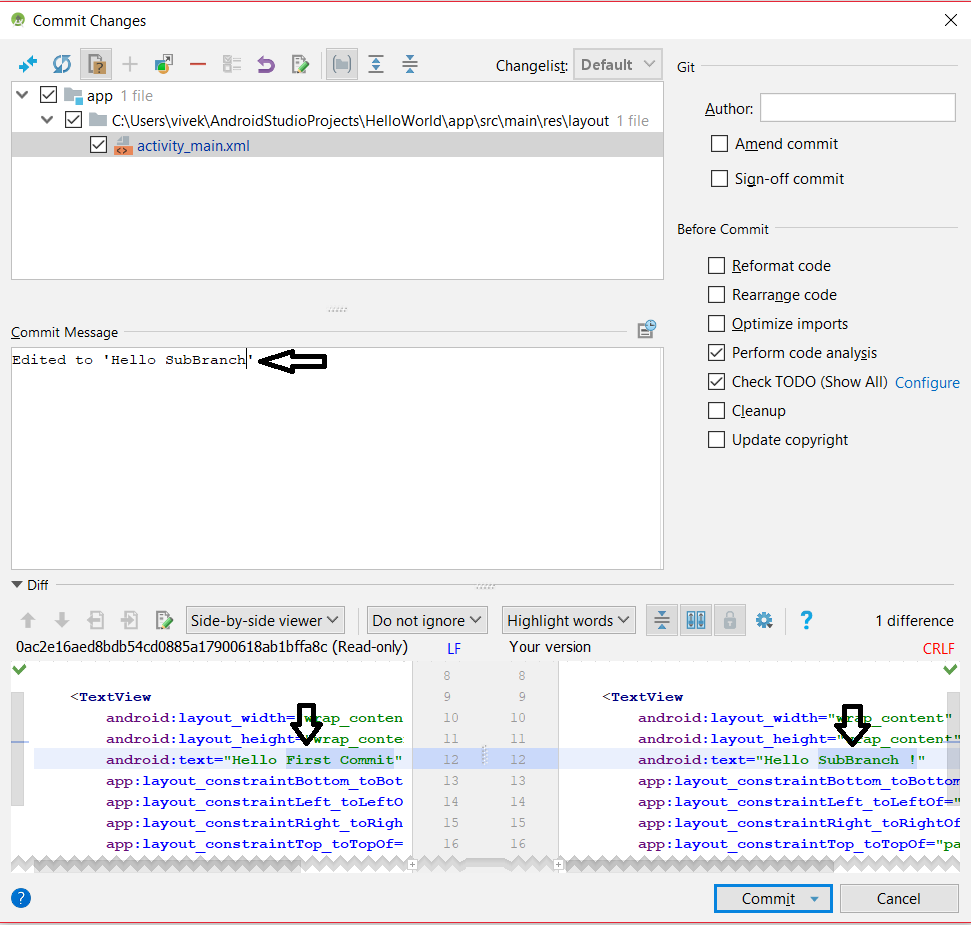 Commit Changes
Changelist: Default
Git
app 1 file
C:\Users\vivek\AndroidStudioProjects\HelloWorld\app\src\main\res\layout 1 file
activity_main.xml
Author:
Amend commit
Sign-off commit
Before Commit
Reformat code
Rearrange code
Optimize imports
Perform code analysis
Check TODO (Show All) Configure
Cleanup
Update copyright
Commit Message
Edited to 'Hello SubBranch'
Diff
Side-by-side viewer Do not ignore Highlight words ? 1 difference
0ac2e16aed8bdb54cd0885a17900618ab1bffa8c (Read-only) LF Your version CRLF
8 8
<TextView 9 9 <TextView
android:layout_width="wrap_conten 10 10 android:layout_width="wrap_content"
android:layout_height="wrap_conte 11 11 android:layout_height="wrap_content"
android:text="Hello First Commit" 12 12 android:text="Hello SubBranch !"
app:layout_constraintBottom_toBot 13 13 app:layout_constraintBottom_toBottom
app:layout_constraintLeft_toLeftO 14 14 app:layout_constraintLeft_toLeftOf="
app:layout_constraintRight_toRigh 15 15 app:layout_constraintRight_toRightOf
app:layout_constraintTop_toTopOf= 16 16 app:layout_constraintTop_toTopOf="pa
? Commit Cancel